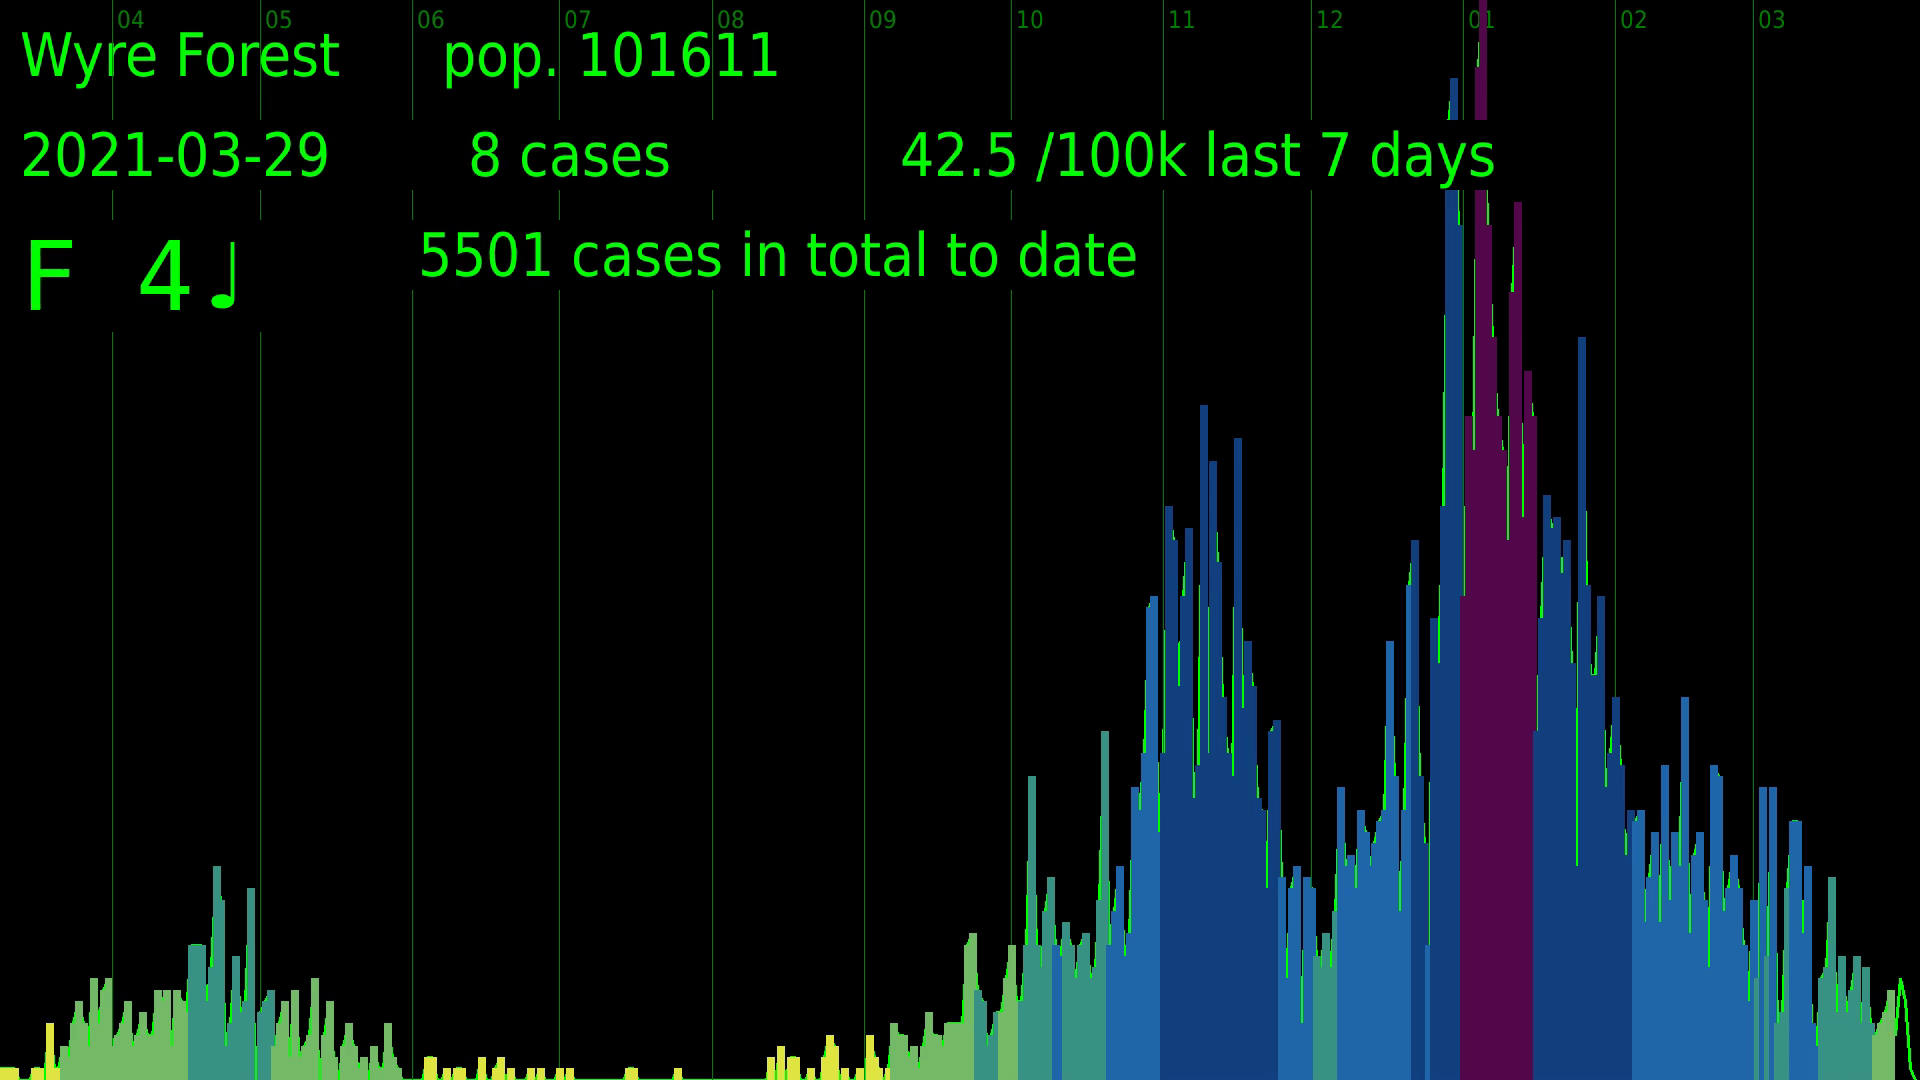 04 05 06 07 08 09 10 11 12 01 02 03
Wyre Forest pop. 101611
2021-03-29 8 cases 42.5 /100k last 7 days
F 4♩ 5501 cases in total to date